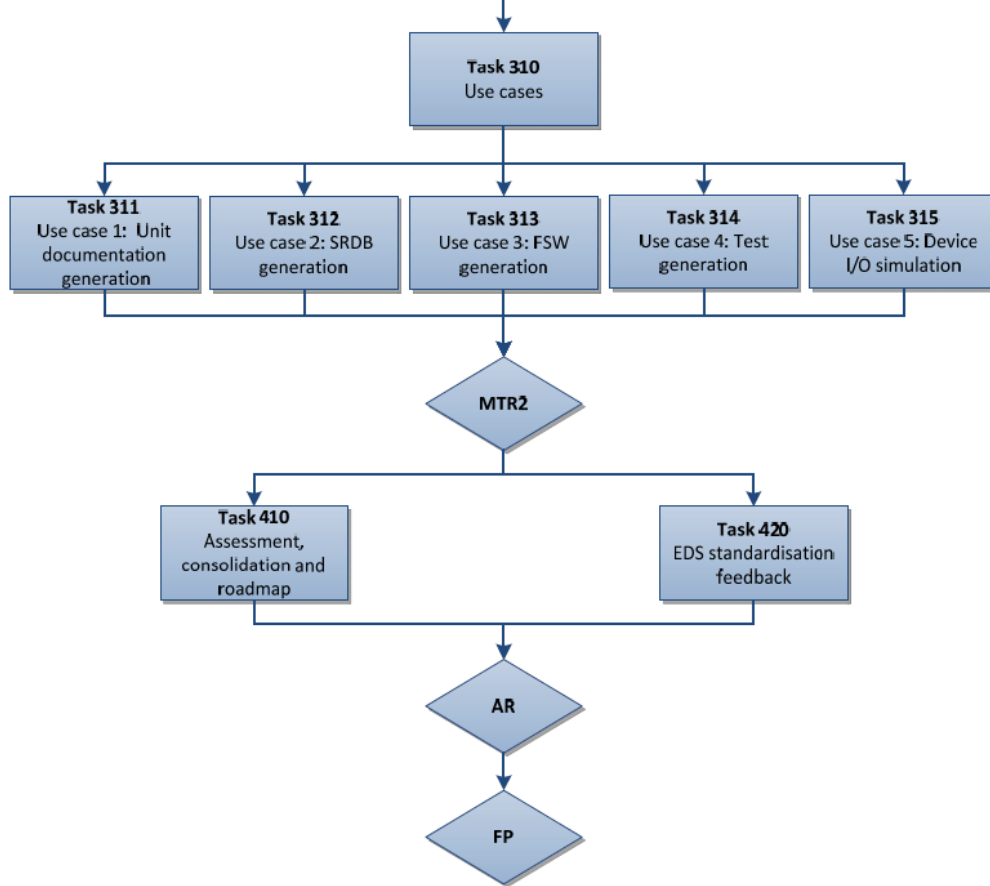 Task 310
Use cases
Task 311
Use case 1: Unit
documentation
generation
Task 312
Use case 2: SRDB
generation
Task 313
Use case 3: FSW
generation
Task 314
Use case 4: Test
generation
Task 315
Use case 5: Device
I/O simulation
MTR2
Task 410
Assessment,
consolidation and
roadmap
Task 420
EDS standardisation
feedback
AR
FP